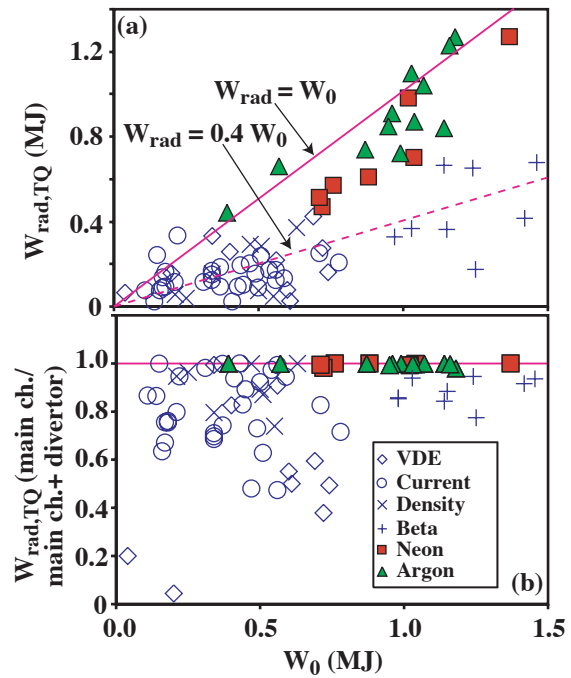 (a)
1.2
0.8
0.4
0
W_rad,TQ (MJ)
W_rad = W_0
W_rad = 0.4 W_0
1.0
0.8
0.6
0.4
0.2
0
W_rad,TQ (main ch./
main ch.+ divertor)
VDE
Current
Density
Beta
Neon
Argon
(b)
0.0 0.5 1.0 1.5
W_0 (MJ)